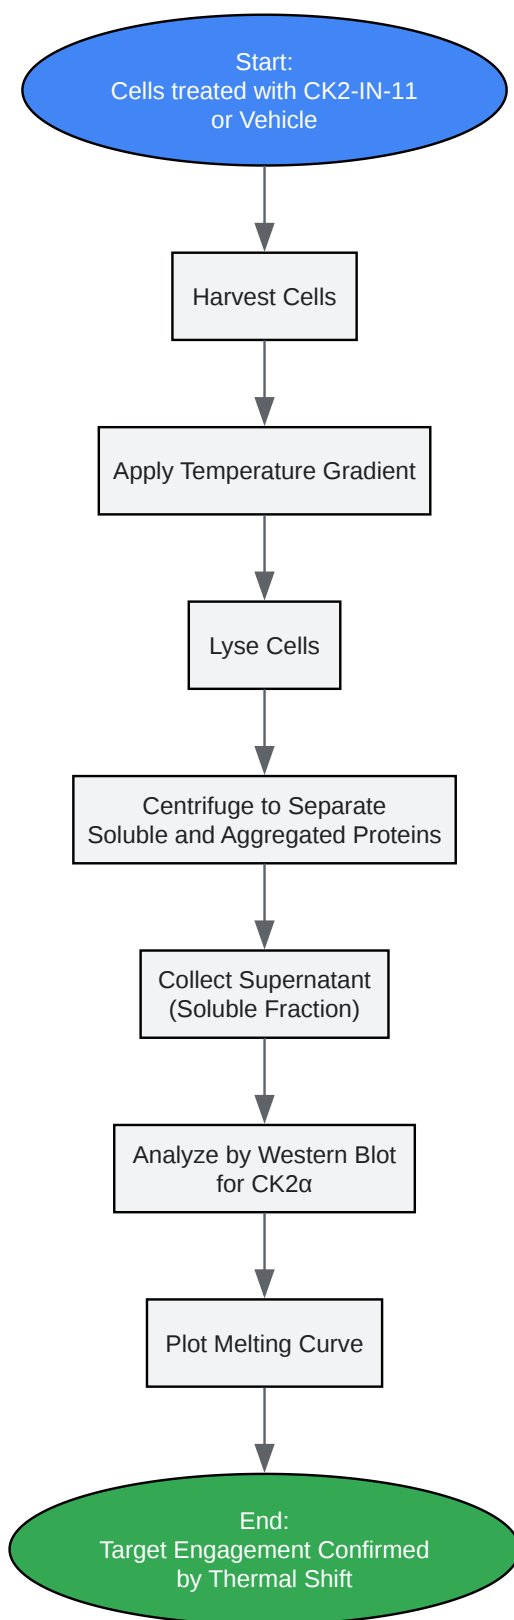 Start:
Cells treated with CK2-IN-11
or Vehicle
Harvest Cells
Apply Temperature Gradient
Lyse Cells
Centrifuge to Separate
Soluble and Aggregated Proteins
Collect Supernatant
(Soluble Fraction)
Analyze by Western Blot
for CK2α
Plot Melting Curve
End:
Target Engagement Confirmed
by Thermal Shift